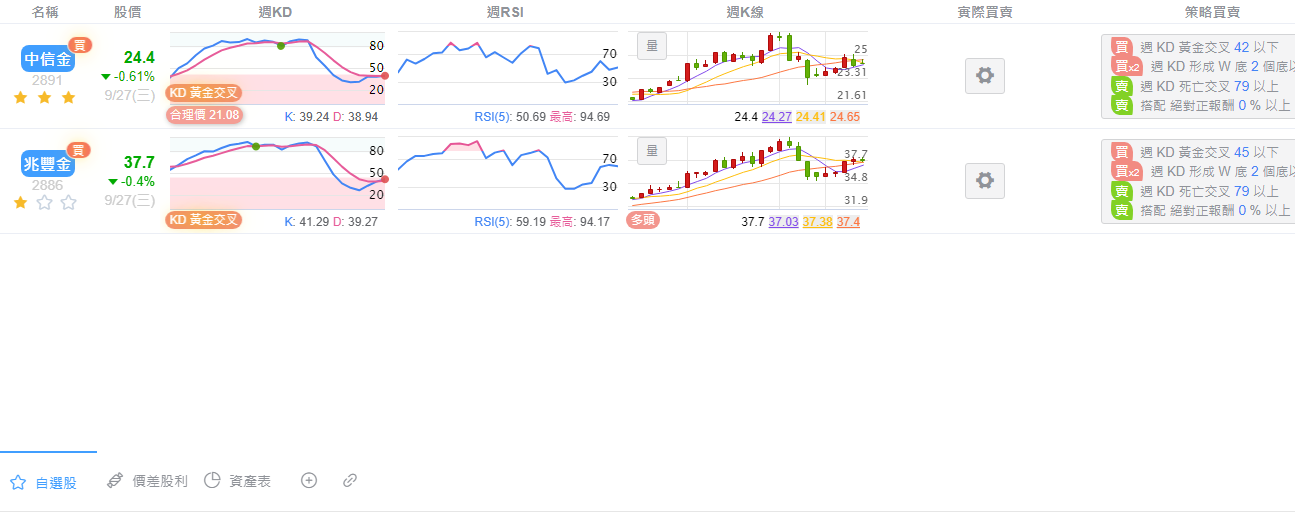 名稱 股價 週KD 週RSI 週K線 實際買賣 策略買賣
中信金 買
2891
24.4
-0.61%
9/27(三)
80
50
20
KD 黃金交叉
合理價 21.08
K: 39.24 D: 38.94
70
30
RSI(5): 50.69 最高: 94.69
量
25
23.31
21.61
24.4 24.27 24.41 24.65
買 週 KD 黃金交叉 42 以下
買x2 週 KD 形成 W 底 2 個底以
賣 週 KD 死亡交叉 79 以上
賣 搭配 絕對正報酬 0 % 以上
兆豐金 買
2886
37.7
-0.4%
9/27(三)
80
50
20
KD 黃金交叉
K: 41.29 D: 39.27
70
30
RSI(5): 59.19 最高: 94.17
量
37.7
34.8
31.9
多頭
37.7 37.03 37.38 37.4
買 週 KD 黃金交叉 45 以下
買x2 週 KD 形成 W 底 2 個底以
賣 週 KD 死亡交叉 79 以上
賣 搭配 絕對正報酬 0 % 以上
自選股 價差股利 資產表